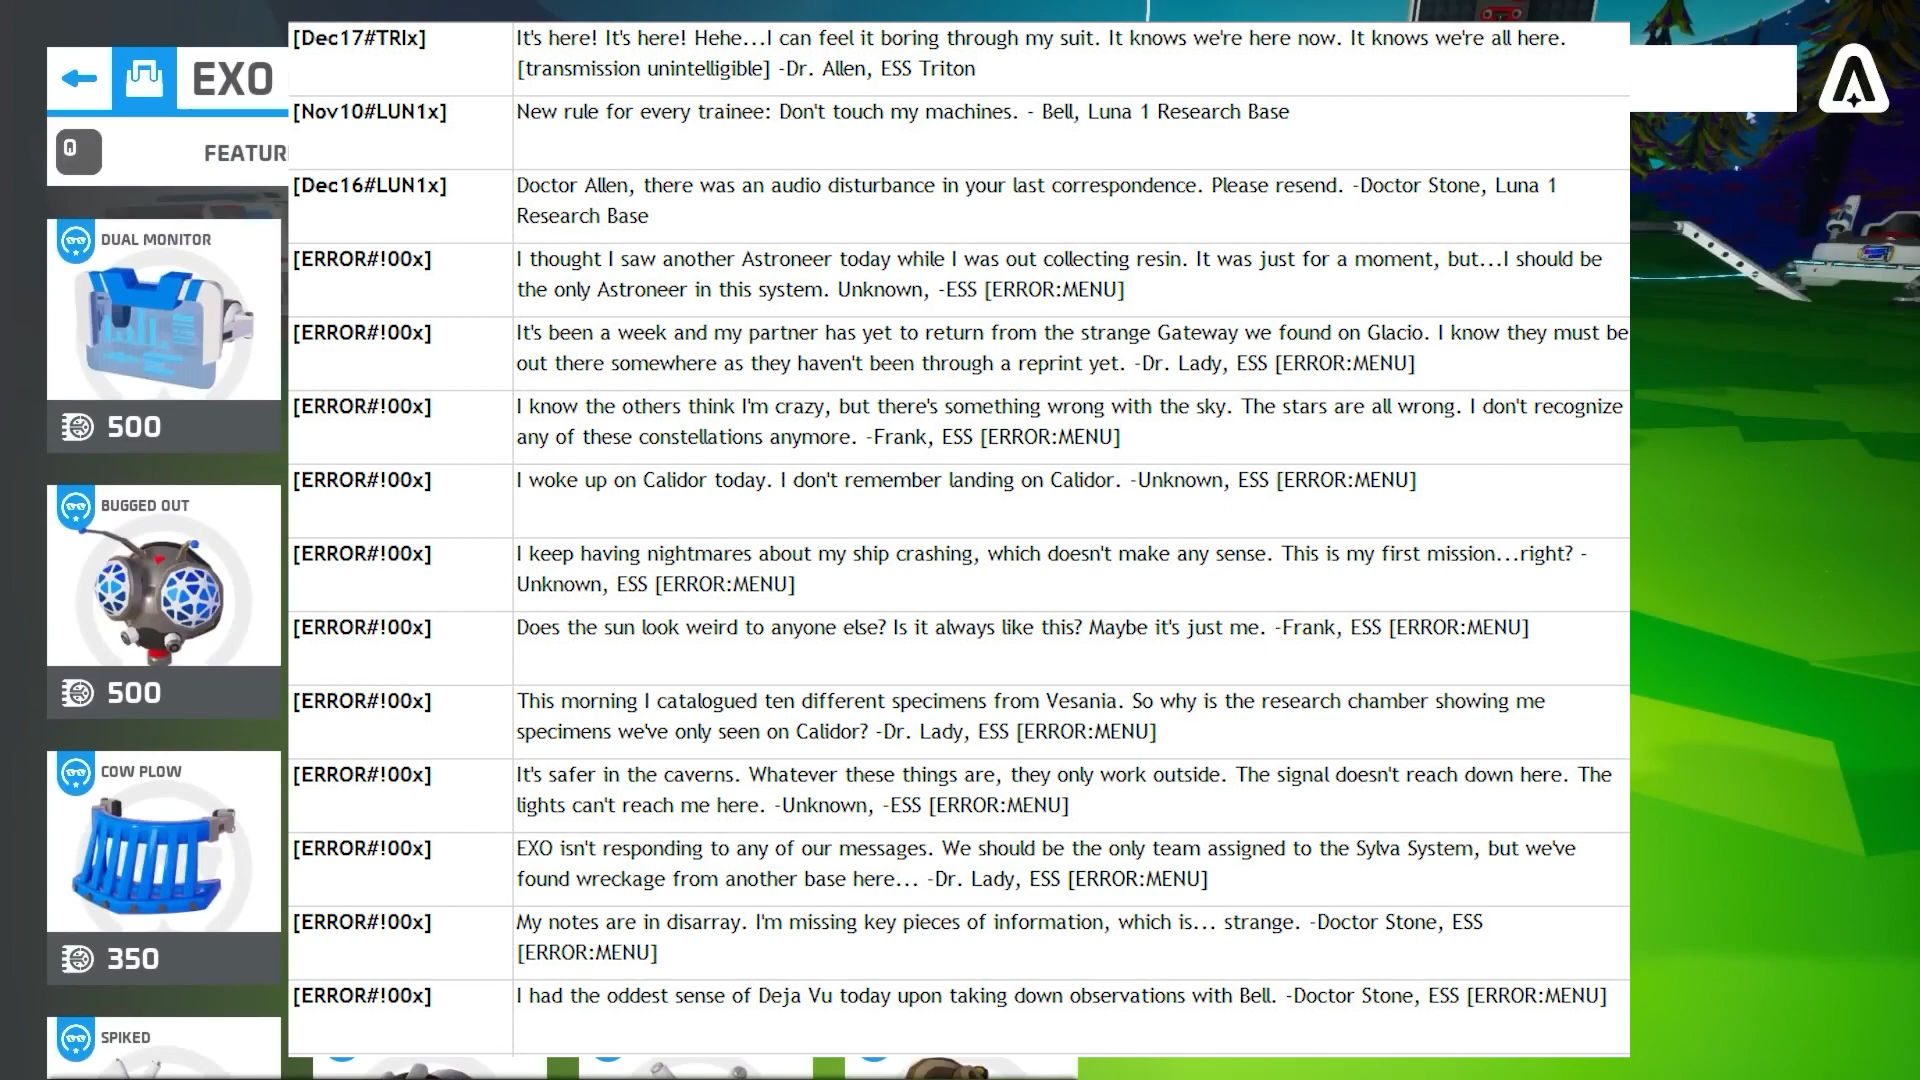 EXO
Q
FEATUR
DUAL MONITOR
500
BUGGED OUT
500
COW PLOW
350
SPIKED
[Dec17#TRIx]
It's here! It's here! Hehe...I can feel it boring through my suit. It knows we're here now. It knows we're all here.
[transmission unintelligible] -Dr. Allen, ESS Triton
[Nov10#LUN1x]
New rule for every trainee: Don't touch my machines. - Bell, Luna 1 Research Base
[Dec16#LUN1x]
Doctor Allen, there was an audio disturbance in your last correspondence. Please resend. -Doctor Stone, Luna 1
Research Base
[ERROR#!00x]
I thought I saw another Astroneer today while I was out collecting resin. It was just for a moment, but...I should be
the only Astroneer in this system. Unknown, -ESS [ERROR:MENU]
[ERROR#!00x]
It's been a week and my partner has yet to return from the strange Gateway we found on Glacio. I know they must be
out there somewhere as they haven't been through a reprint yet. -Dr. Lady, ESS [ERROR:MENU]
[ERROR#!00x]
I know the others think I'm crazy, but there's something wrong with the sky. The stars are all wrong. I don't recognize
any of these constellations anymore. -Frank, ESS [ERROR:MENU]
[ERROR#!00x]
I woke up on Calidor today. I don't remember landing on Calidor. -Unknown, ESS [ERROR:MENU]
[ERROR#!00x]
I keep having nightmares about my ship crashing, which doesn't make any sense. This is my first mission...right? -
Unknown, ESS [ERROR:MENU]
[ERROR#!00x]
Does the sun look weird to anyone else? Is it always like this? Maybe it's just me. -Frank, ESS [ERROR:MENU]
[ERROR#!00x]
This morning I catalogued ten different specimens from Vesania. So why is the research chamber showing me
specimens we've only seen on Calidor? -Dr. Lady, ESS [ERROR:MENU]
[ERROR#!00x]
It's safer in the caverns. Whatever these things are, they only work outside. The signal doesn't reach down here. The
lights can't reach me here. -Unknown, -ESS [ERROR:MENU]
[ERROR#!00x]
EXO isn't responding to any of our messages. We should be the only team assigned to the Sylva System, but we've
found wreckage from another base here... -Dr. Lady, ESS [ERROR:MENU]
[ERROR#!00x]
My notes are in disarray. I'm missing key pieces of information, which is... strange. -Doctor Stone, ESS
[ERROR:MENU]
[ERROR#!00x]
I had the oddest sense of Deja Vu today upon taking down observations with Bell. -Doctor Stone, ESS [ERROR:MENU]